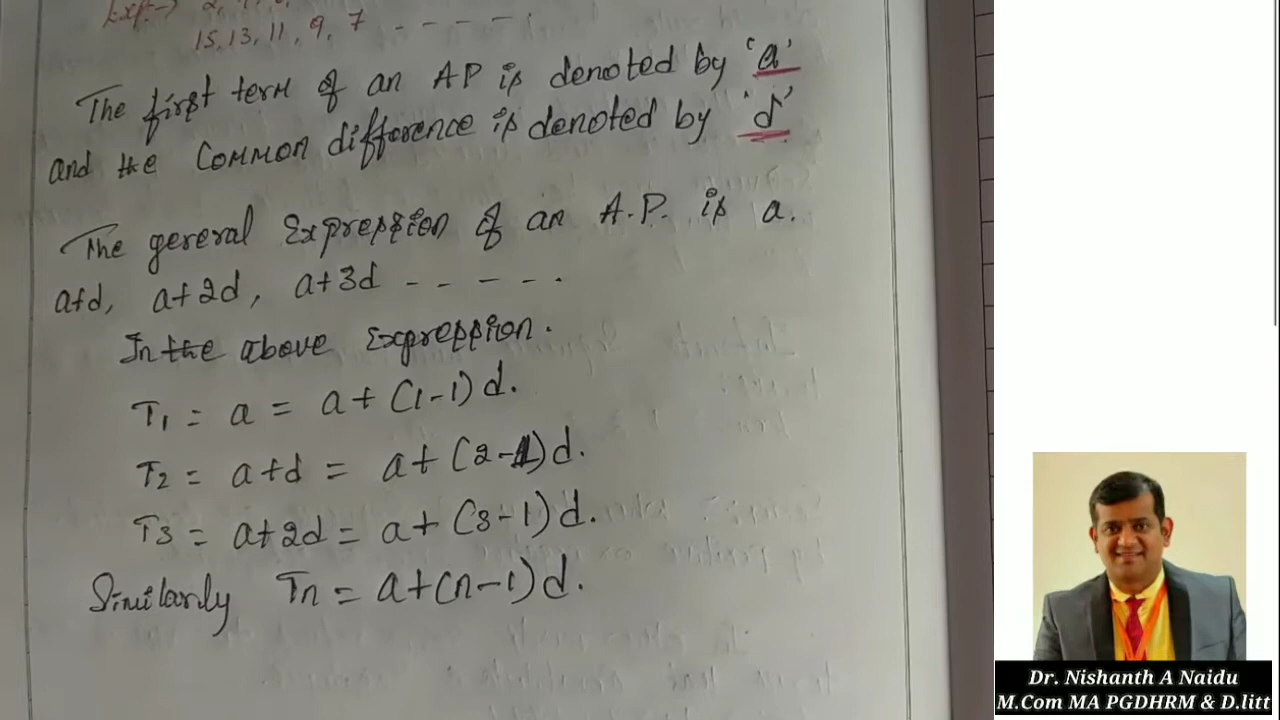 Exp:→ 2,
15, 13, 11, 9, 7 - - - - .
The first term of an AP is denoted by 'a'
and the common difference is denoted by 'd'
The general Expression of an A.P. is a.
a+d, a+2d, a+3d - - - - - .
In the above Expression.
T1 = a = a+(1-1)d.
T2 = a+d = a+(2-1)d.
T3 = a+2d = a+(3-1)d.
Similarly Tn = a+(n-1)d.
Dr. Nishanth A Naidu
M.Com MA PGDHRM & D.litt